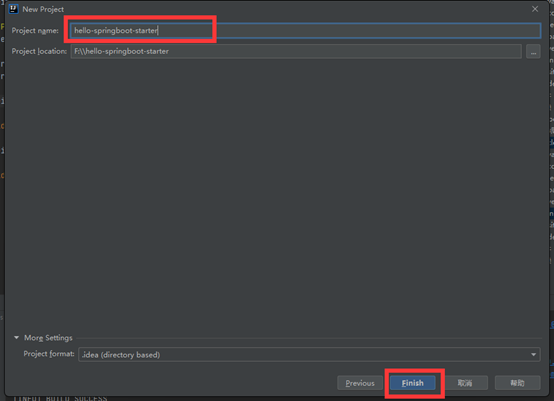 New Project
Project name: hello-springboot-starter
Project location: F:\\hello-springboot-starter ...
More Settings
Project format: .idea (directory based)
Previous Finish 取消 帮助